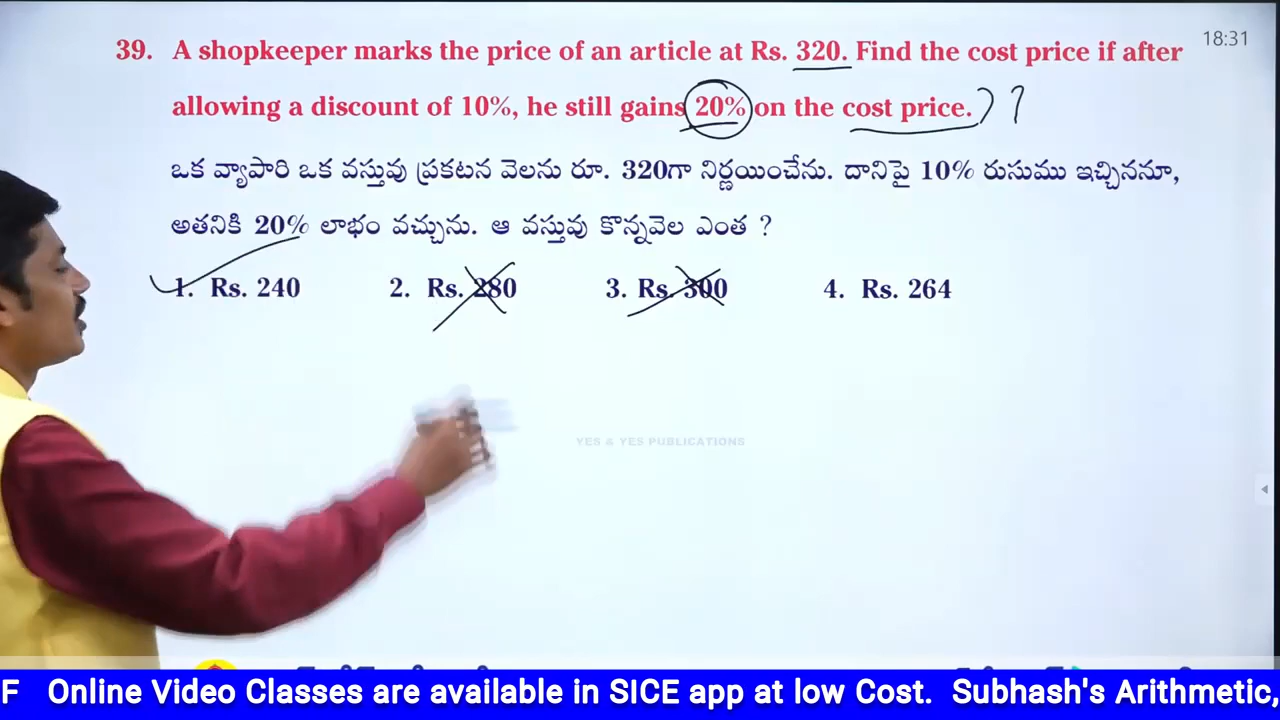 18:31
39. A shopkeeper marks the price of an article at Rs. 320. Find the cost price if after
allowing a discount of 10%, he still gains 20% on the cost price. ?
ఒక వ్యాపారి ఒక వస్తువు ప్రకటన వెలను రూ. 320గా నిర్ణయించేను. దానిపై 10% రుసుము ఇచ్చిననూ,
అతనికి 20% లాభం వచ్చును. ఆ వస్తువు కొన్నవెల ఎంత ?
1. Rs. 240 2. Rs. 280 3. Rs. 300 4. Rs. 264
YES & YES PUBLICATIONS
F Online Video Classes are available in SICE app at low Cost. Subhash's Arithmetic,